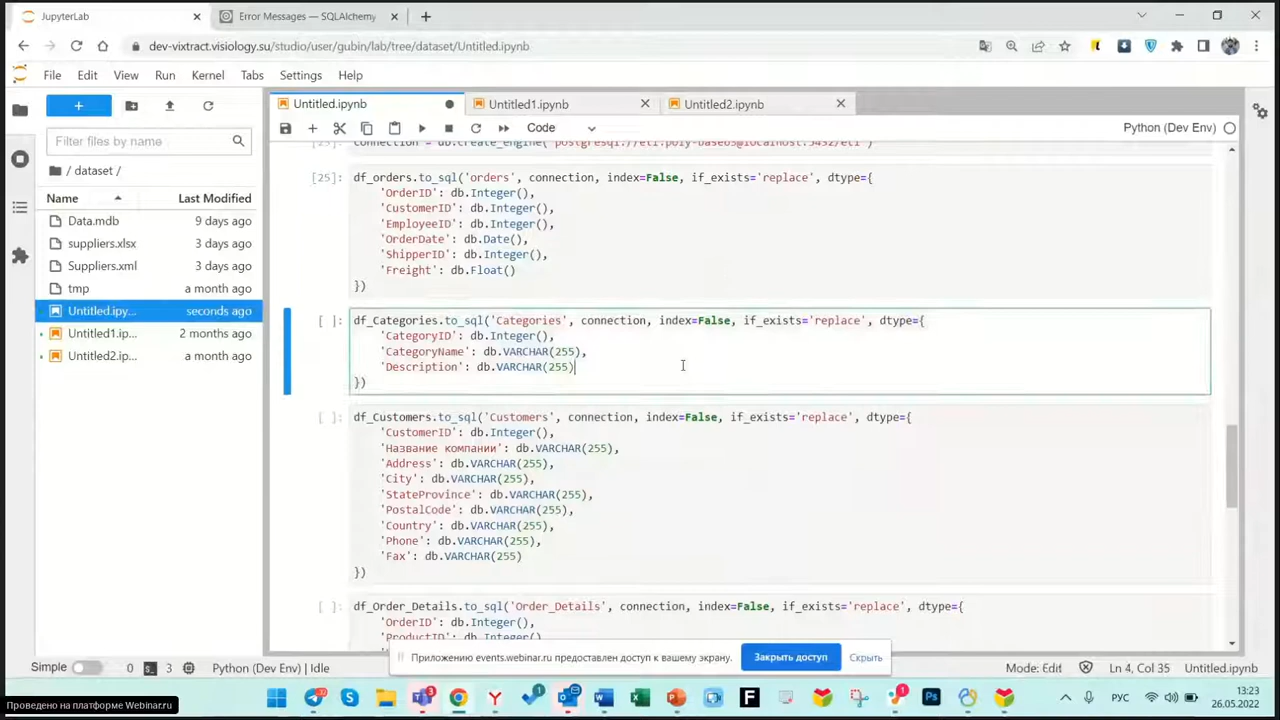 JupyterLab
Error Messages — SQLAlchemy
dev-vixtract.visiology.su/studio/user/gubin/lab/tree/dataset/Untitled.ipynb
File Edit View Run Kernel Tabs Settings Help
Untitled.ipynb
Untitled1.ipynb
Untitled2.ipynb
Code
Python (Dev Env)
Filter files by name
/ dataset /
Name Last Modified
Data.mdb 9 days ago
suppliers.xlsx 3 days ago
Suppliers.xml 3 days ago
tmp a month ago
Untitled.ipy... seconds ago
Untitled1.ip... 2 months ago
Untitled2.ip... a month ago
[25]: df_orders.to_sql('orders', connection, index=False, if_exists='replace', dtype={
'OrderID': db.Integer(),
'CustomerID': db.Integer(),
'EmployeeID': db.Integer(),
'OrderDate': db.Date(),
'ShipperID': db.Integer(),
'Freight': db.Float()
})
[ ]: df_Categories.to_sql('Categories', connection, index=False, if_exists='replace', dtype={
'CategoryID': db.Integer(),
'CategoryName': db.VARCHAR(255),
'Description': db.VARCHAR(255)
})
[ ]: df_Customers.to_sql('Customers', connection, index=False, if_exists='replace', dtype={
'CustomerID': db.Integer(),
'Название компании': db.VARCHAR(255),
'Address': db.VARCHAR(255),
'City': db.VARCHAR(255),
'StateProvince': db.VARCHAR(255),
'PostalCode': db.VARCHAR(255),
'Country': db.VARCHAR(255),
'Phone': db.VARCHAR(255),
'Fax': db.VARCHAR(255)
})
[ ]: df_Order_Details.to_sql('Order_Details', connection, index=False, if_exists='replace', dtype={
'OrderID': db.Integer(),
'ProductID': db.Integer(),
Приложению events.webinar.ru предоставлен доступ к вашему экрану.
Закрыть доступ
Скрыть
Simple 0 3 Python (Dev Env) | Idle
Mode: Edit Ln 4, Col 35 Untitled.ipynb
Проведено на платформе Webinar.ru
РУС
13:23
26.05.2022